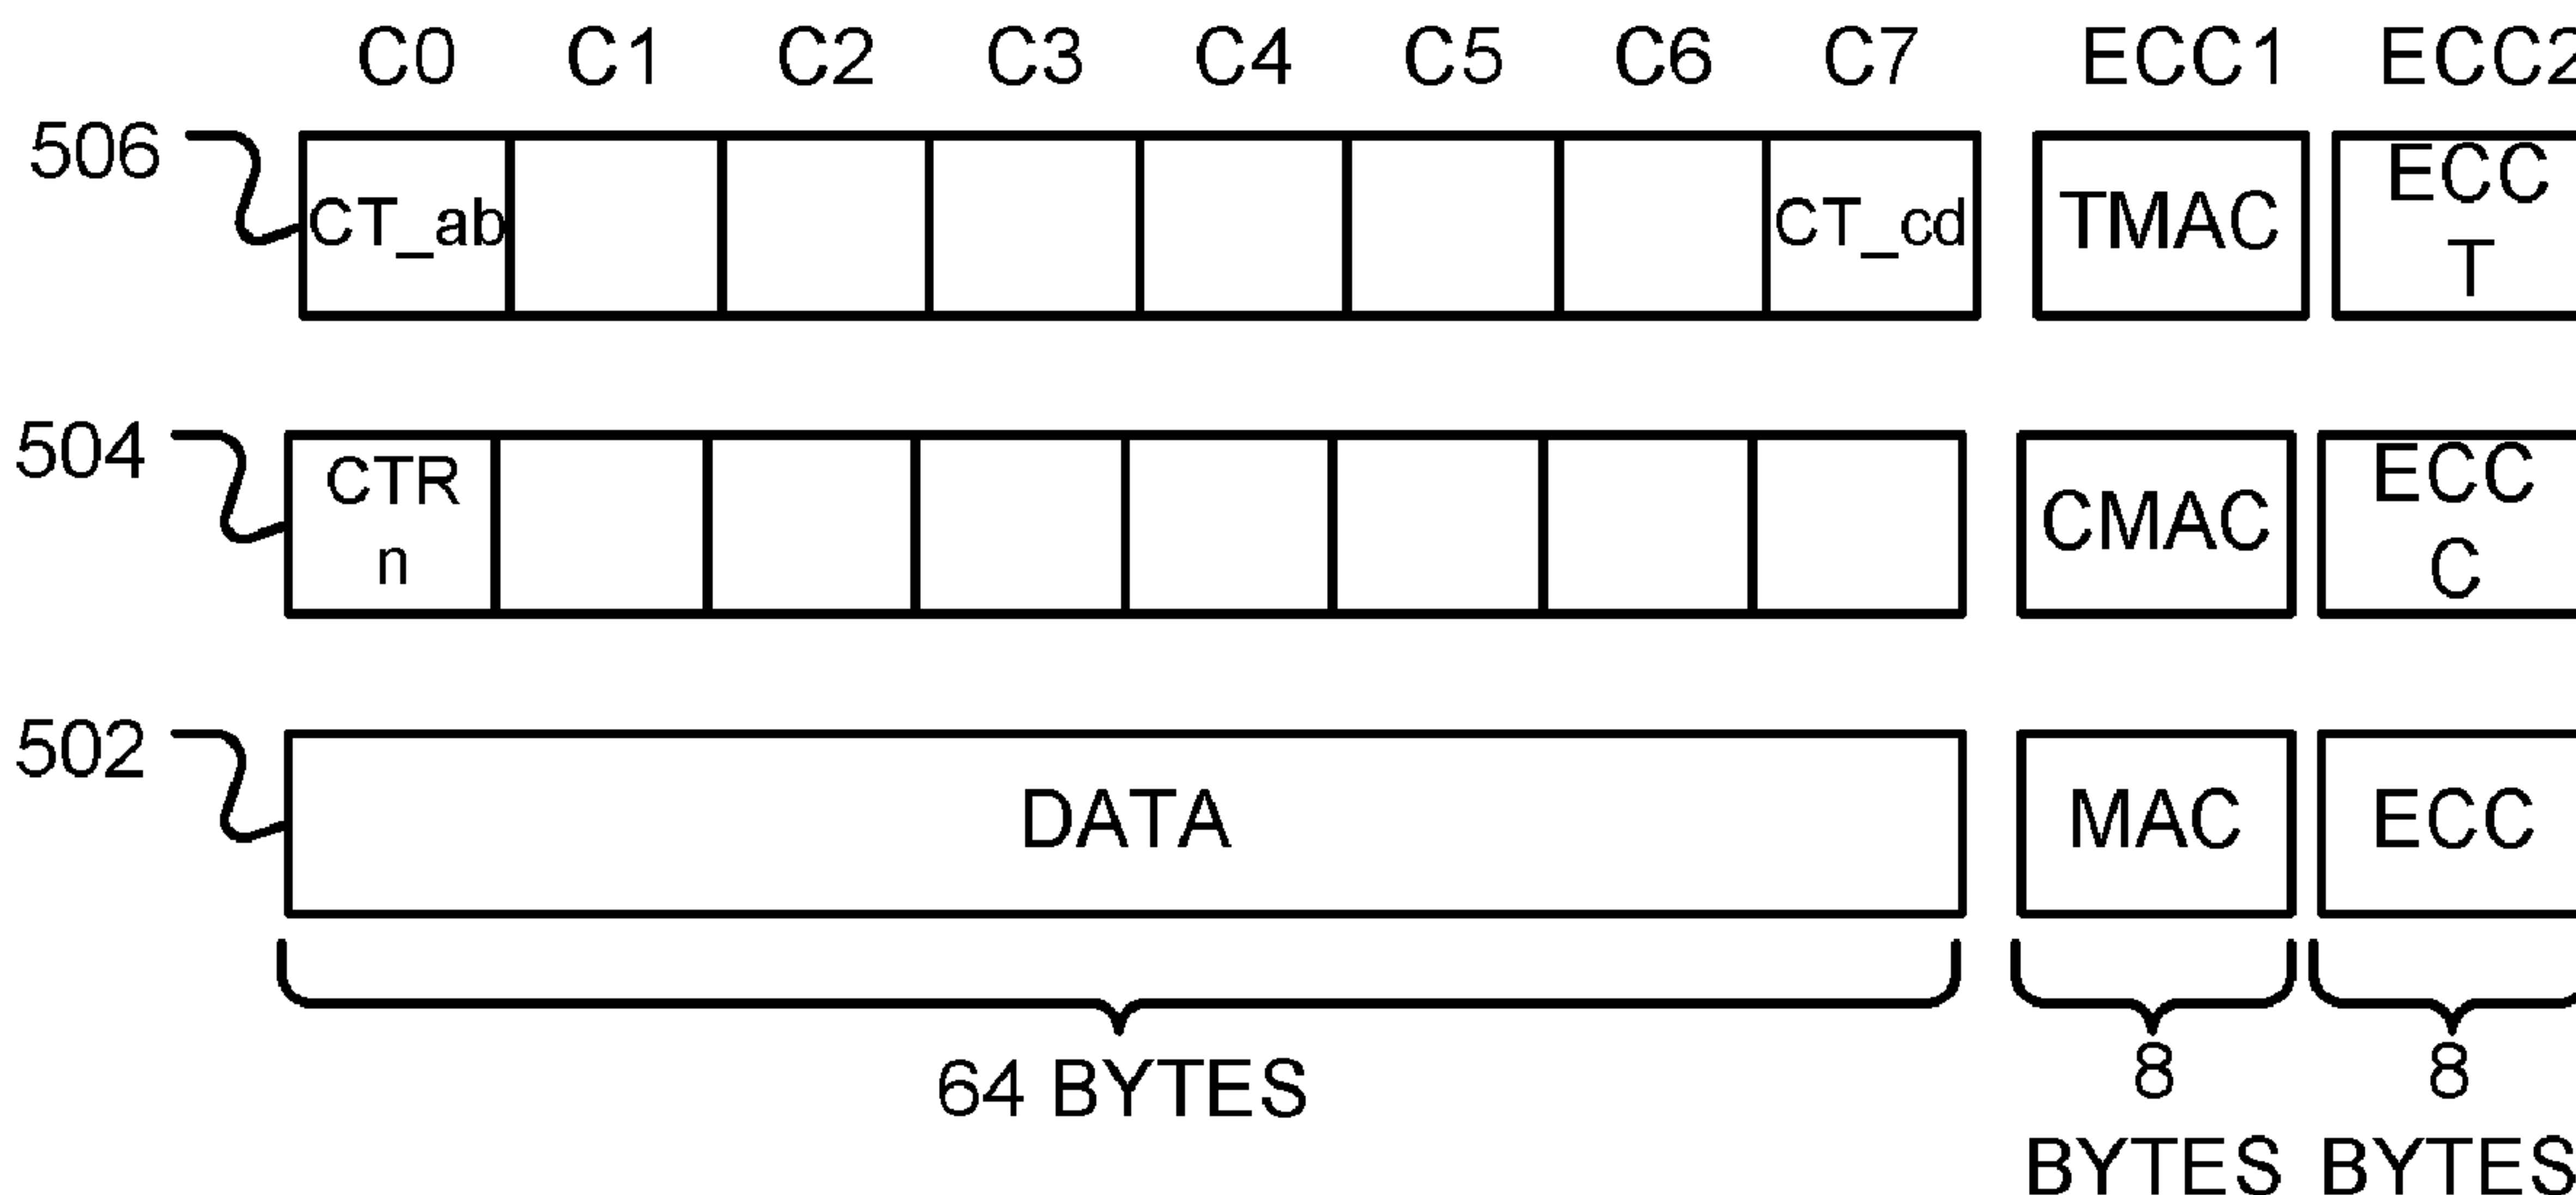 C0 C1 C2 C3 C4 C5 C6 C7 ECC1 ECC2
506 CT_ab CT_cd TMAC ECC
T
504 CTR n CMAC ECC
C
502 DATA MAC ECC
64 BYTES 8 8
BYTES BYTES